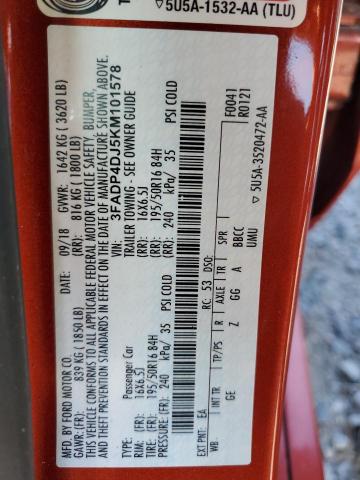 5U5A-1532-AA (TLU)
MFD. BY FORD MOTOR CO.
09/18 GVWR: 1642 KG ( 3620 LB)
GAWR: (FR): 839 KG (1850 LB) (RR): 816 KG ( 1800 LB)
THIS VEHICLE CONFORMS TO ALL APPLICABLE FEDERAL MOTOR VEHICLE SAFETY, BUMPER,
AND THEFT PREVENTION STANDARDS IN EFFECT ON THE DATE OF MANUFACTURE SHOWN ABOVE.
VIN: 3FADP4DJ5KM101578
TYPE: Passenger Car TRAILER TOWING - SEE OWNER GUIDE
RIM: (FR): 16X6.5J (RR): 16X6.5J
TIRE: (FR): 195/50R16 84H (RR): 195/50R16 84H
PRESSURE: (FR): 240 kPa/ 35 PSI COLD (RR): 240 kPa/ 35 PSI COLD
EXT PNT: EA RC: 53 DSO: F0041
R0121
WB INT TR TP/PS R AXLE TR SPR
GE Z GG A BBCC
UMU
5U5A-3520472-AA